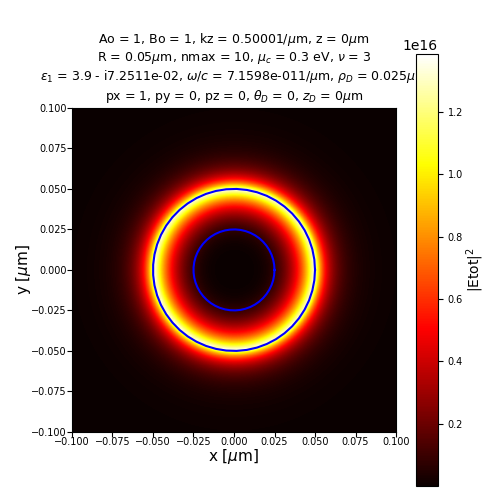 Ao = 1, Bo = 1, kz = 0.50001/μm, z = 0μm
R = 0.05μm, nmax = 10, μc = 0.3 eV, ν = 3
ε1 = 3.9 - i7.2511e-02, ω/c = 7.1598e-011/μm, ρD = 0.025μ
px = 1, py = 0, pz = 0, θD = 0, zD = 0μm
1e16
0.100
0.075
0.050
0.025
0.000
−0.025
−0.050
−0.075
−0.100
y [μm]
−0.100 −0.075 −0.050 −0.025 0.000 0.025 0.050 0.075 0.100
x [μm]
1.2
1.0
0.8
0.6
0.4
0.2
|Etot|²